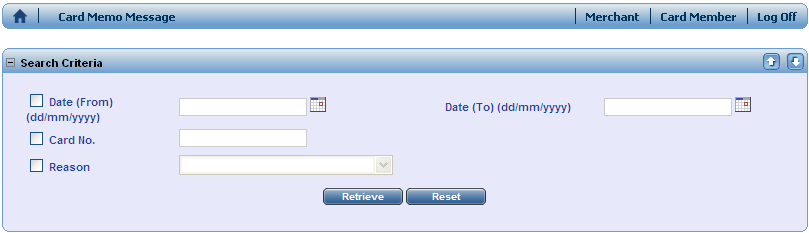 Card Memo Message Merchant Card Member Log Off
Search Criteria
Date (From) Date (To) (dd/mm/yyyy)
(dd/mm/yyyy)
Card No.
Reason
Retrieve Reset